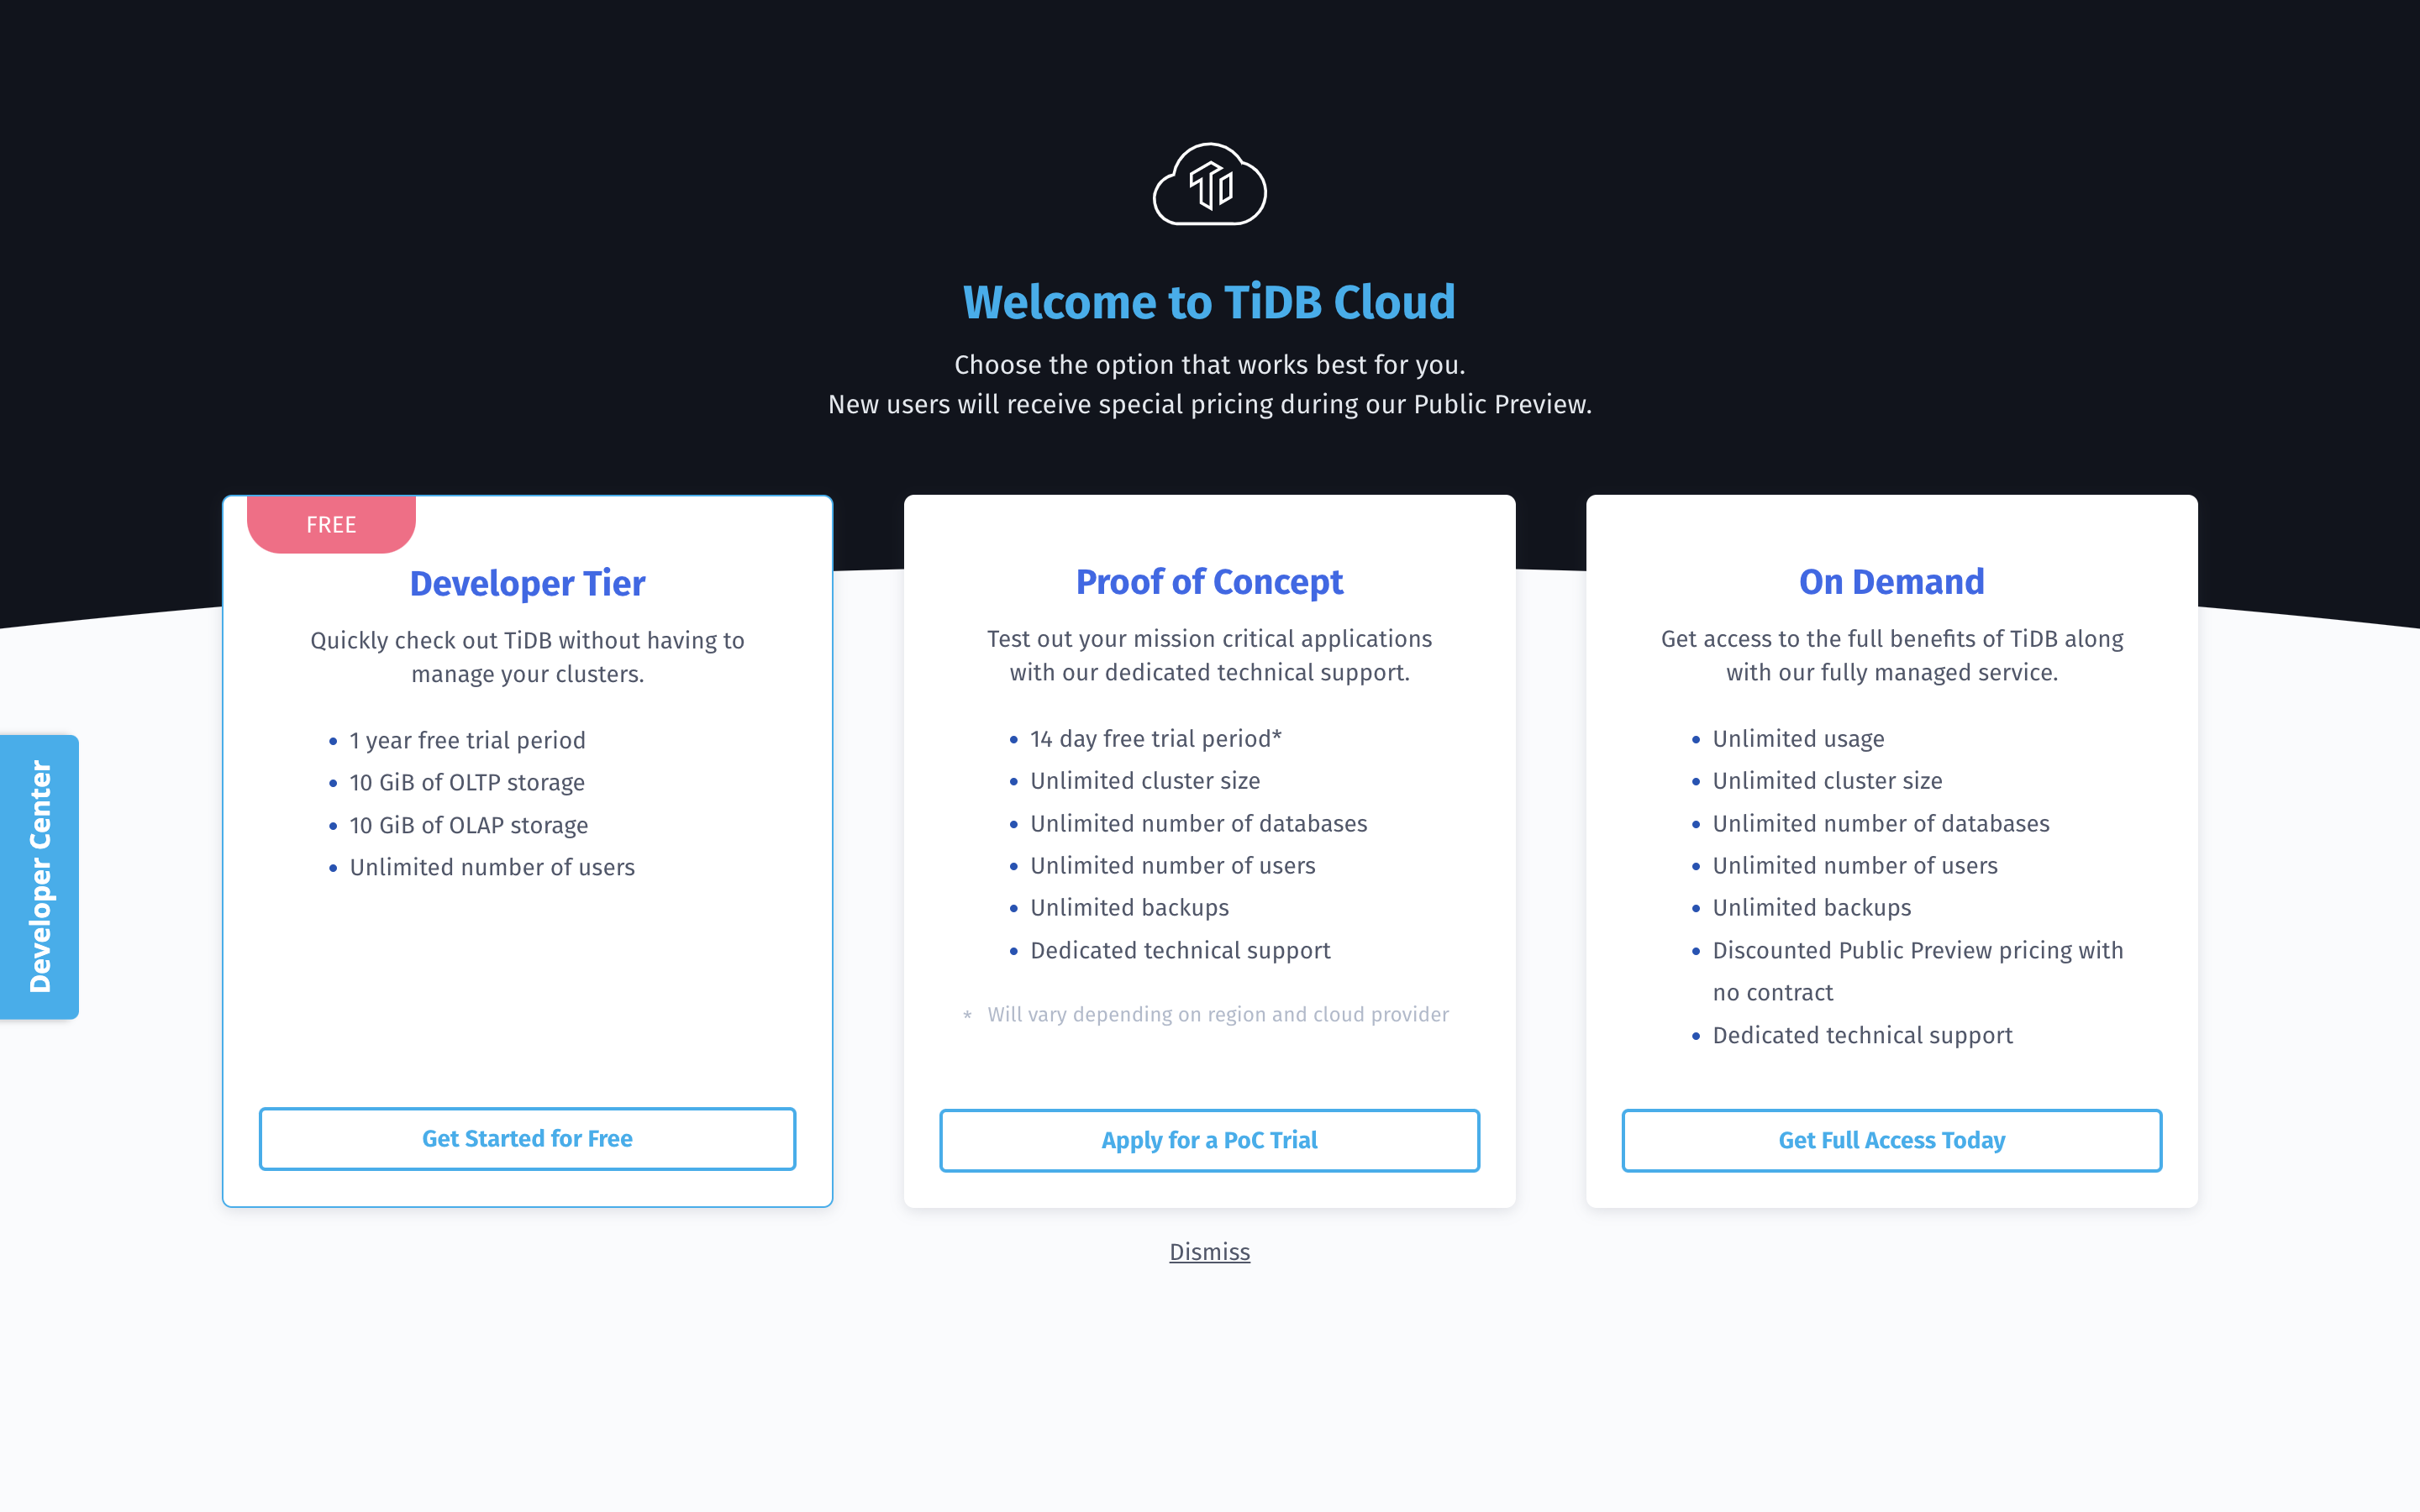 Welcome to TiDB Cloud
Choose the option that works best for you.
New users will receive special pricing during our Public Preview.
FREE
Developer Tier
Quickly check out TiDB without having to
manage your clusters.
• 1 year free trial period
• 10 GiB of OLTP storage
• 10 GiB of OLAP storage
• Unlimited number of users
Get Started for Free
Proof of Concept
Test out your mission critical applications
with our dedicated technical support.
• 14 day free trial period*
• Unlimited cluster size
• Unlimited number of databases
• Unlimited number of users
• Unlimited backups
• Dedicated technical support
* Will vary depending on region and cloud provider
Apply for a PoC Trial
On Demand
Get access to the full benefits of TiDB along
with our fully managed service.
• Unlimited usage
• Unlimited cluster size
• Unlimited number of databases
• Unlimited number of users
• Unlimited backups
• Discounted Public Preview pricing with
no contract
• Dedicated technical support
Get Full Access Today
Dismiss
Developer Center